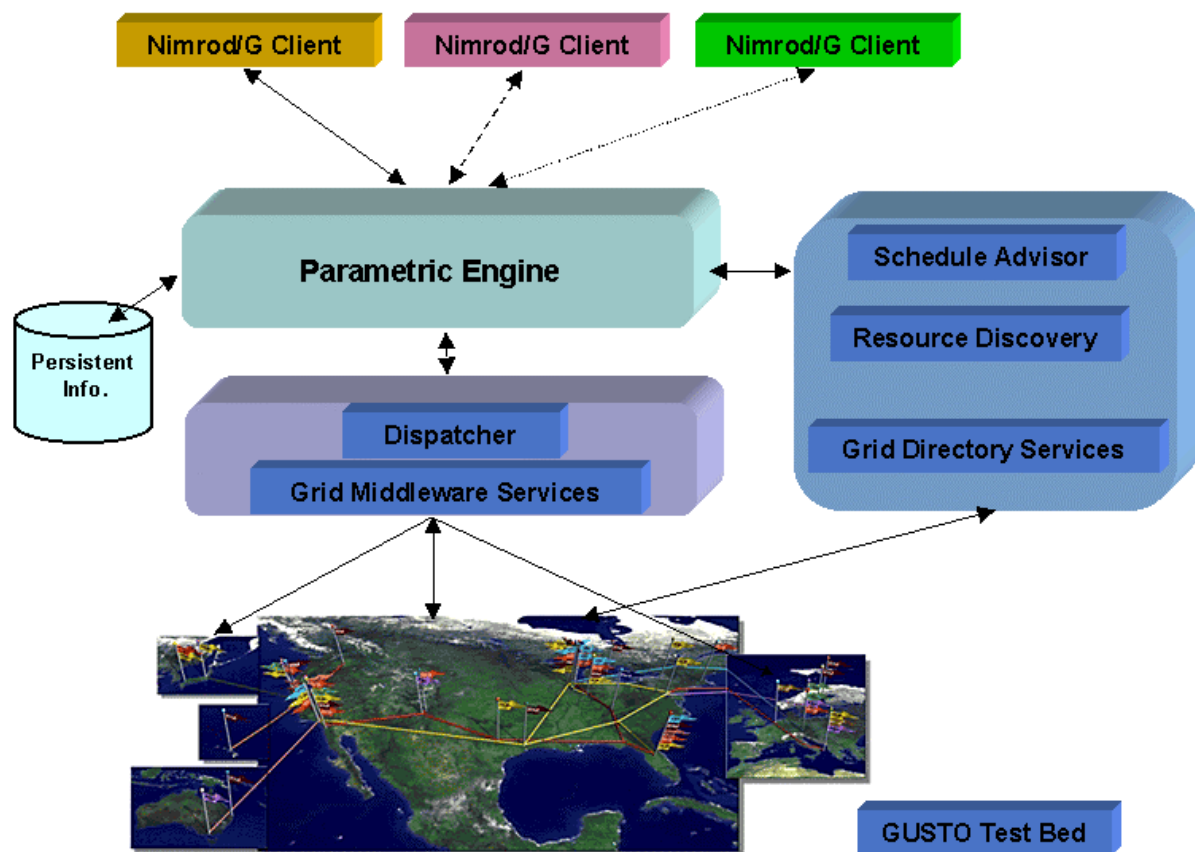 Nimrod/G Client
Nimrod/G Client
Nimrod/G Client
Parametric Engine
Schedule Advisor
Resource Discovery
Grid Directory Services
Persistent
Info.
Dispatcher
Grid Middleware Services
GUSTO Test Bed